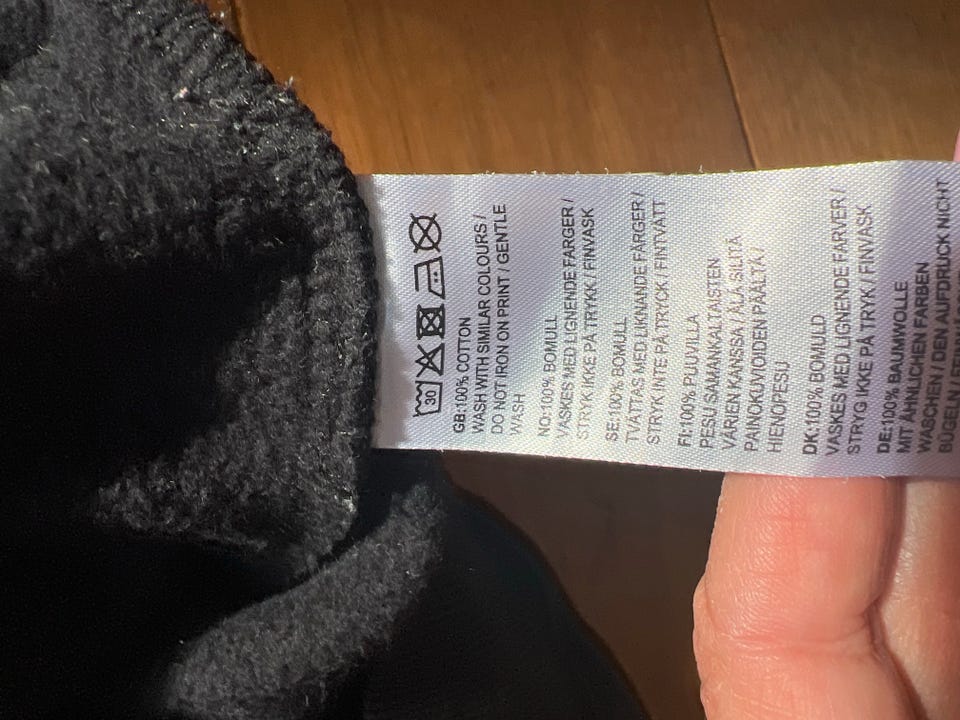 30
GB:100% COTTON
WASH WITH SIMILAR COLOURS /
DO NOT IRON ON PRINT / GENTLE
WASH
NO:100% BOMULL
VASKES MED LIGNENDE FARGER /
STRYK IKKE PÅ TRYKK / FINVASK
SE:100% BOMULL
TVÄTTAS MED LIKNANDE FÄRGER /
STRYK INTE PÅ TRYCK / FINTVÄTT
FI:100% PUUVILLA
PESU SAMANKALTAISTEN
VÄRIEN KANSSA / ÄLÄ SILITÄ
PAINOKUVIOIDEN PÄÄLTÄ /
HIENOPESU
DK:100% BOMULD
VASKES MED LIGNENDE FARVER /
STRYG IKKE PÅ TRYK / FINVASK
DE:100% BAUMWOLLE
MIT ÄHNLICHEN FARBEN
WASCHEN / DEN AUFDRUCK NICHT
BÜGELN /